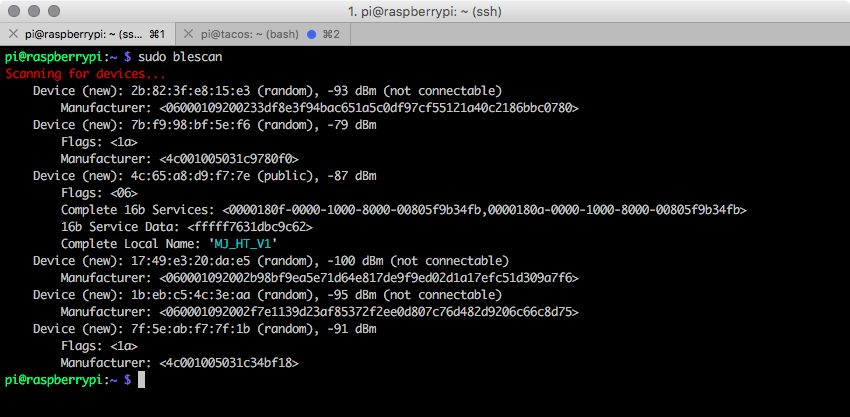 1. pi@raspberrypi: ~ (ssh)
pi@raspberrypi: ~ (ss... ⌘1 pi@tacos: ~ (bash) ⌘2
pi@raspberrypi:~ $ sudo blescan
Scanning for devices...
Device (new): 2b:82:3f:e8:15:e3 (random), -93 dBm (not connectable)
Manufacturer: <06000109200233df8e3f94bac651a5c0df97cf55121a40c2186bbc0780>
Device (new): 7b:f9:98:bf:5e:f6 (random), -79 dBm
Flags: <1a>
Manufacturer: <4c001005031c9780f0>
Device (new): 4c:65:a8:d9:f7:7e (public), -87 dBm
Flags: <06>
Complete 16b Services: <0000180f-0000-1000-8000-00805f9b34fb,0000180a-0000-1000-8000-00805f9b34fb>
16b Service Data: <fffff7631dbc9c62>
Complete Local Name: 'MJ_HT_V1'
Device (new): 17:49:e3:20:da:e5 (random), -100 dBm (not connectable)
Manufacturer: <060001092002b98bf9ea5e71d64e817de9f9ed02d1a17efc51d309a7f6>
Device (new): 1b:eb:c5:4c:3e:aa (random), -95 dBm (not connectable)
Manufacturer: <060001092002f7e1139d23af85372f2ee0d807c76d482d9206c66c8d75>
Device (new): 7f:5e:ab:f7:7f:1b (random), -91 dBm
Flags: <1a>
Manufacturer: <4c001005031c34bf18>
pi@raspberrypi:~ $